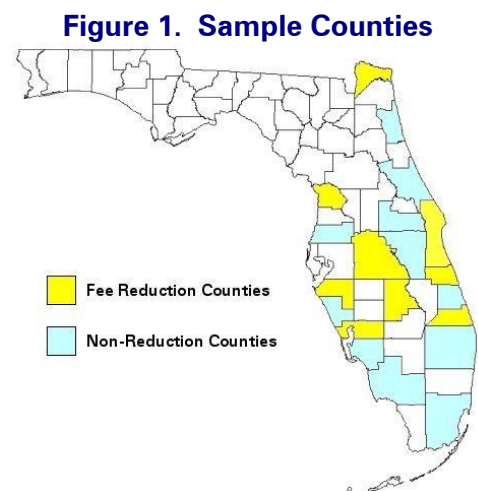 Figure 1. Sample Counties
Fee Reduction Counties
Non-Reduction Counties